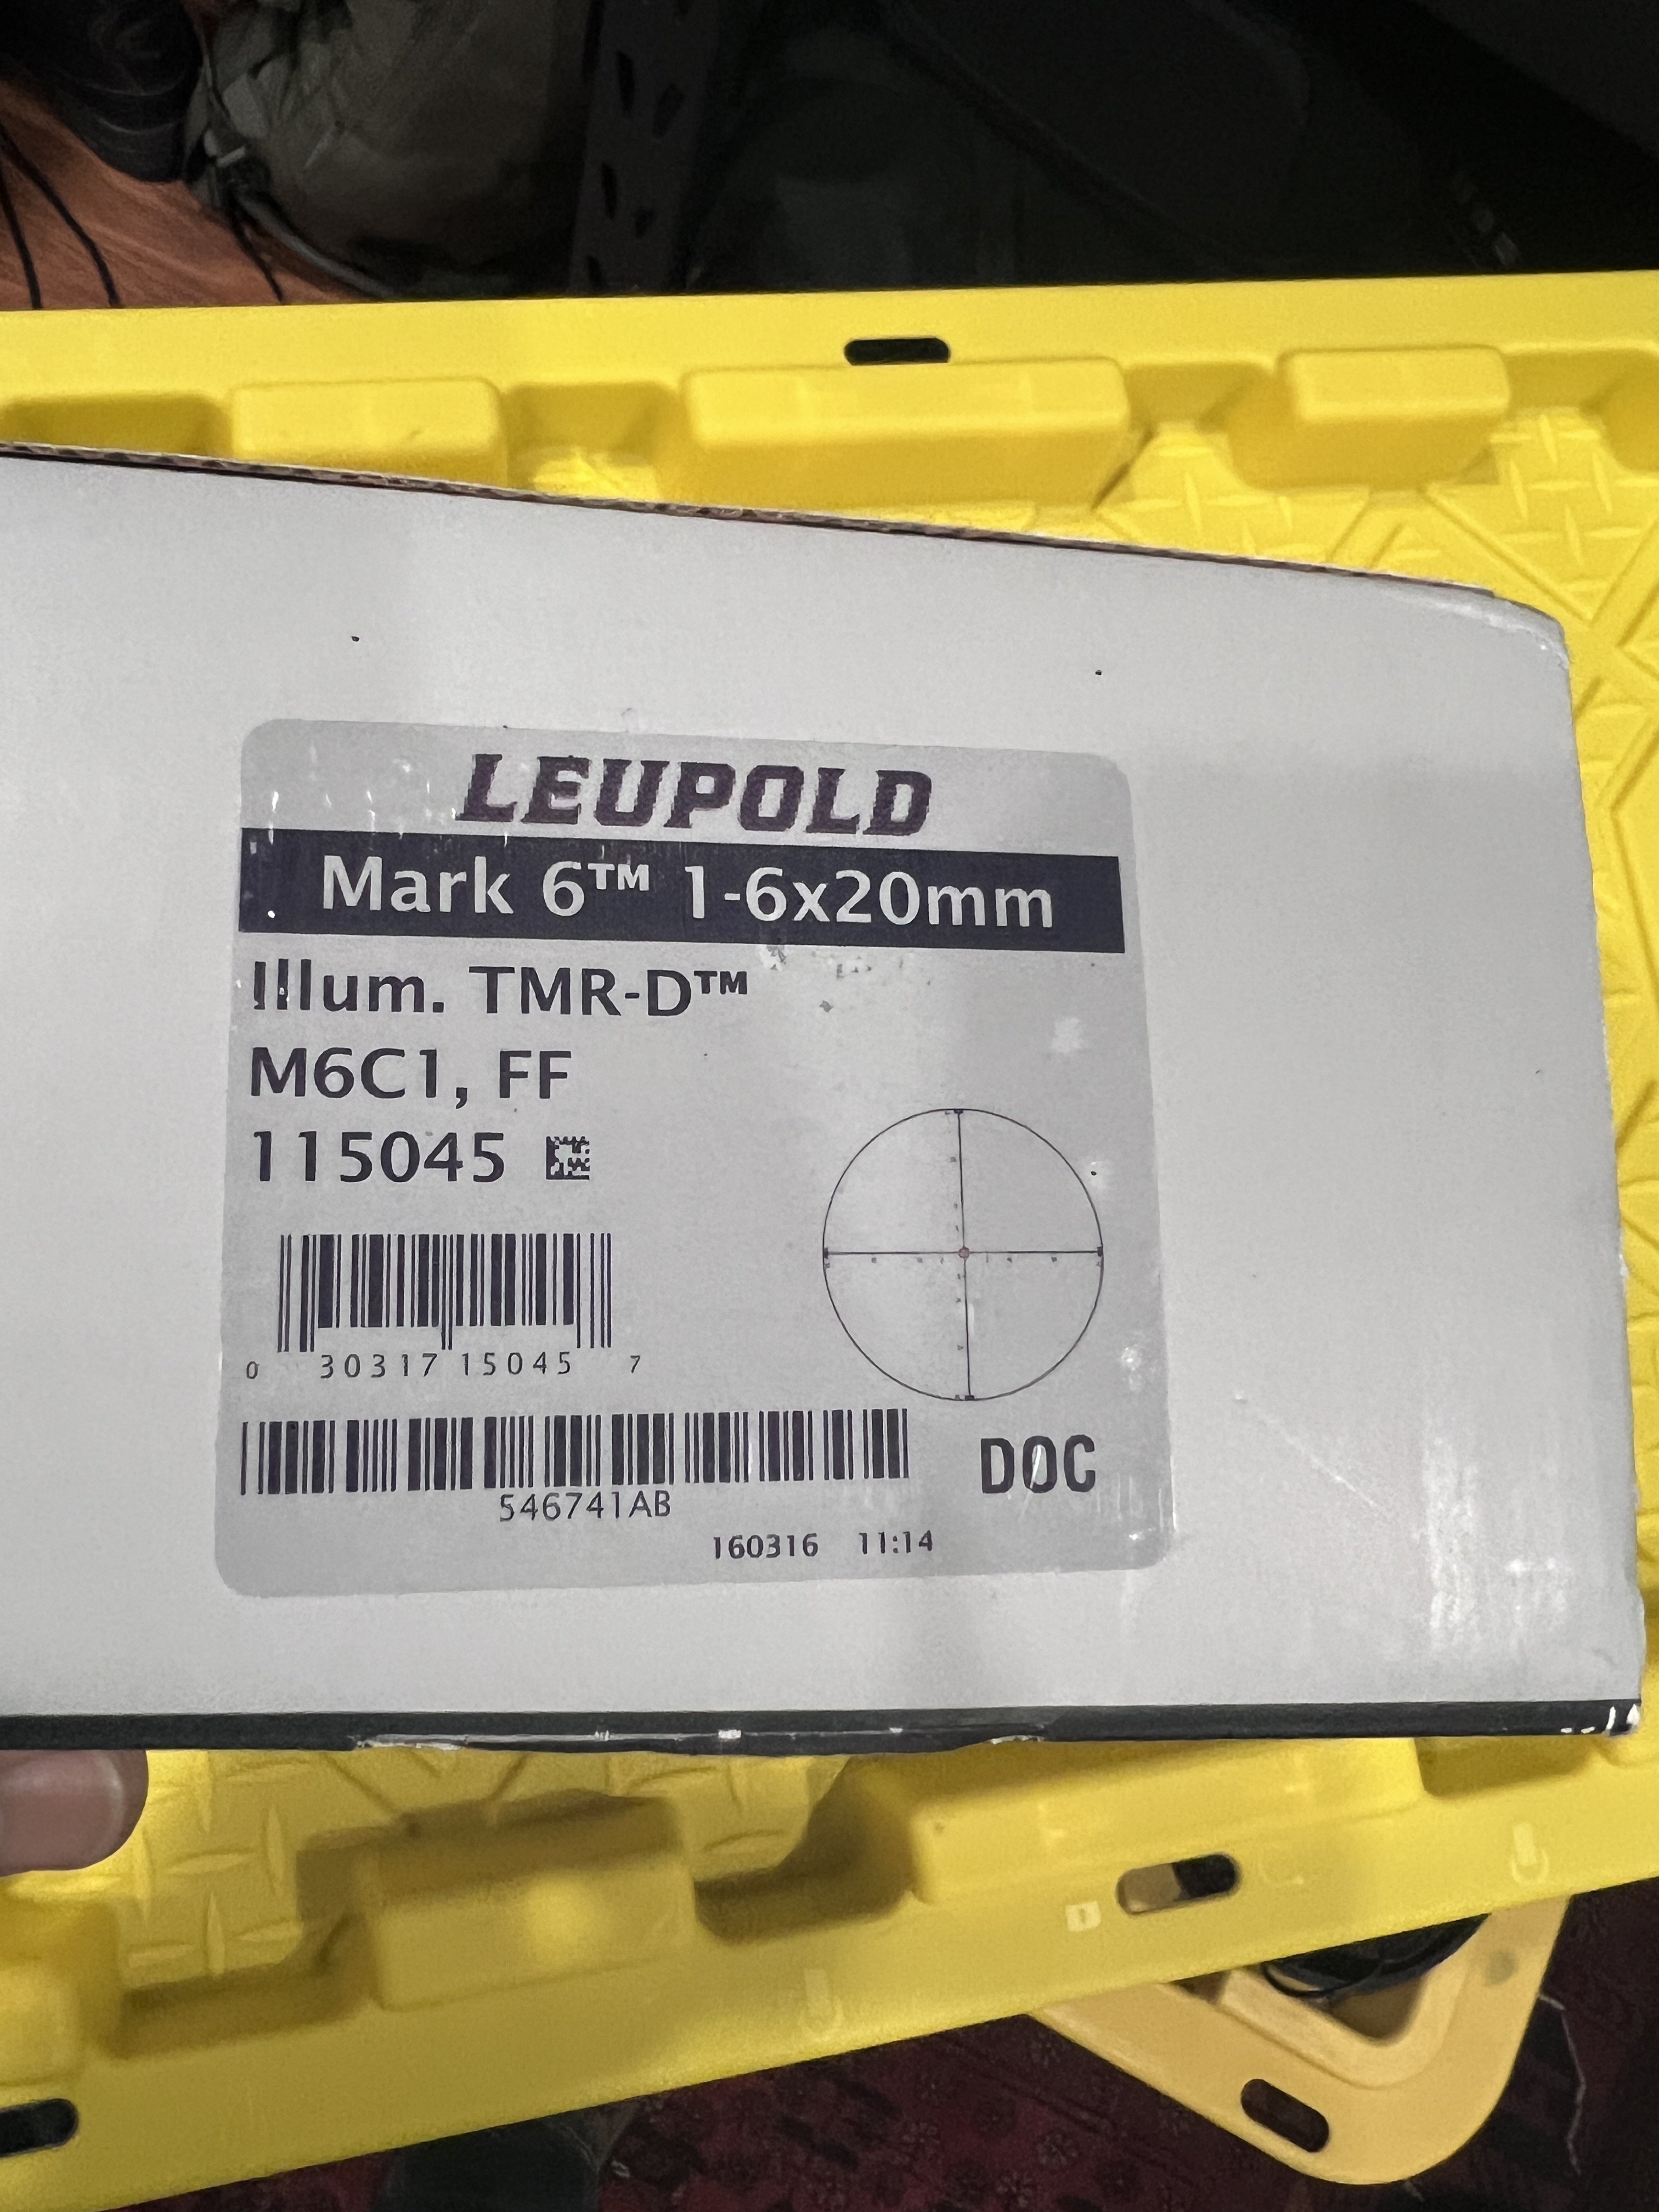 LEUPOLD
Mark 6™ 1-6x20mm
Illum. TMR-D™
M6C1, FF
115045
0 30317 15045 7
546741AB
DOC
160316 11:14